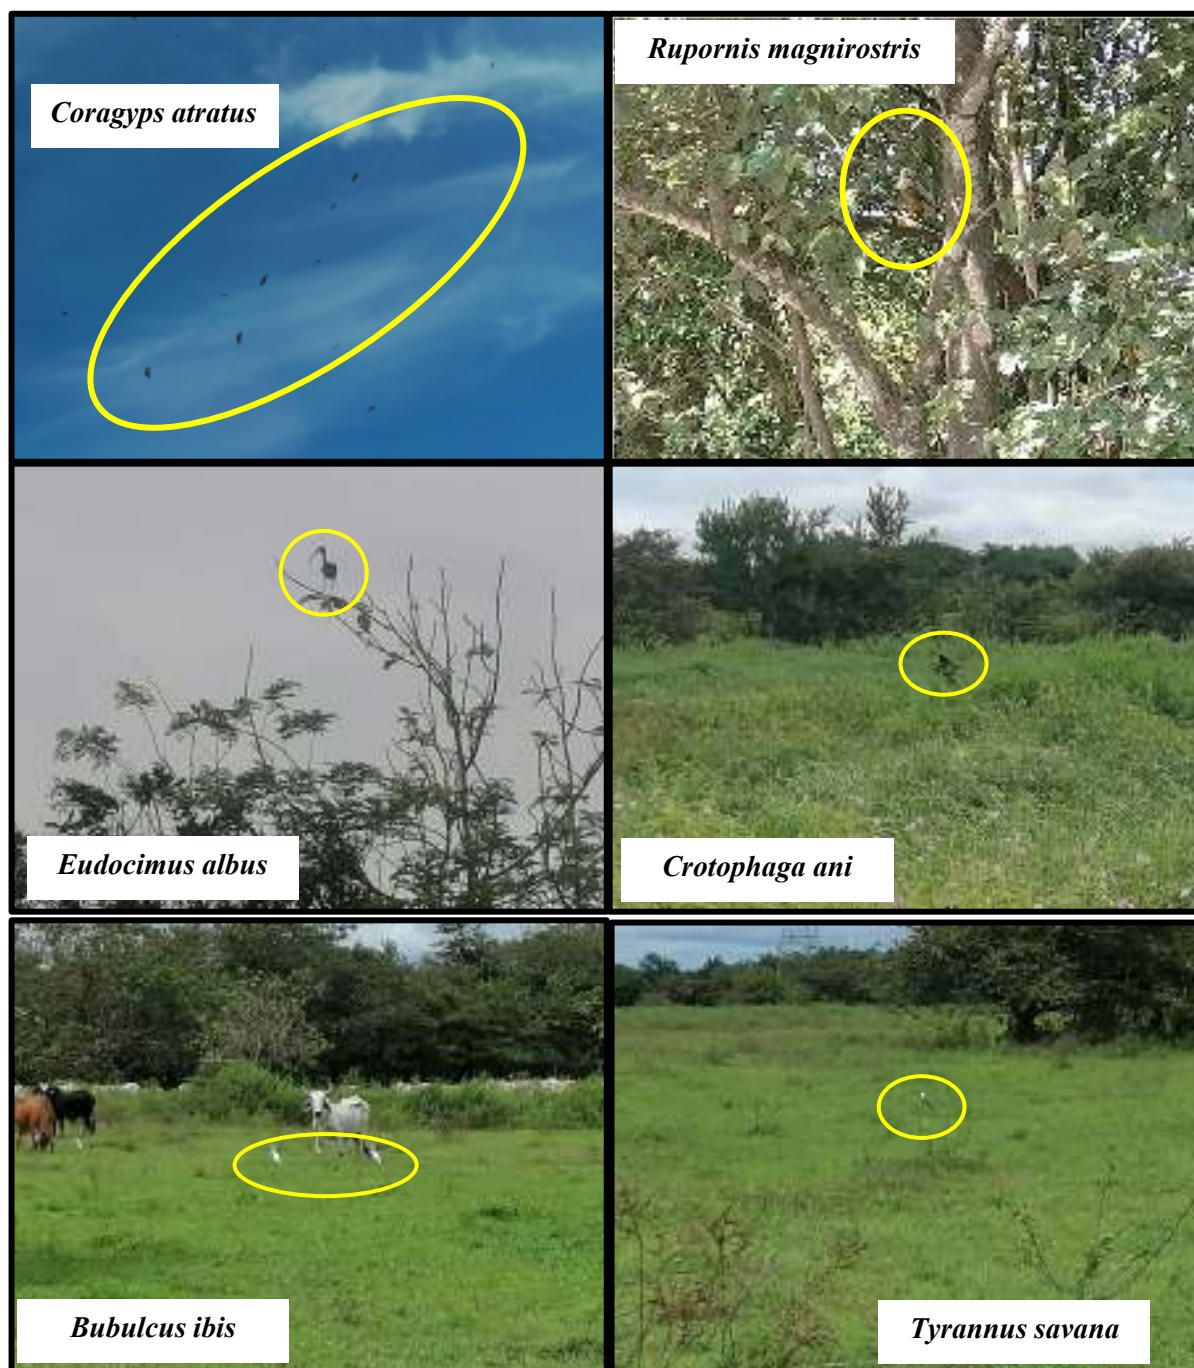 Coragyps atratus
Rupornis magnirostris
Eudocimus albus
Crotophaga ani
Bubulcus ibis
Tyrannus savana